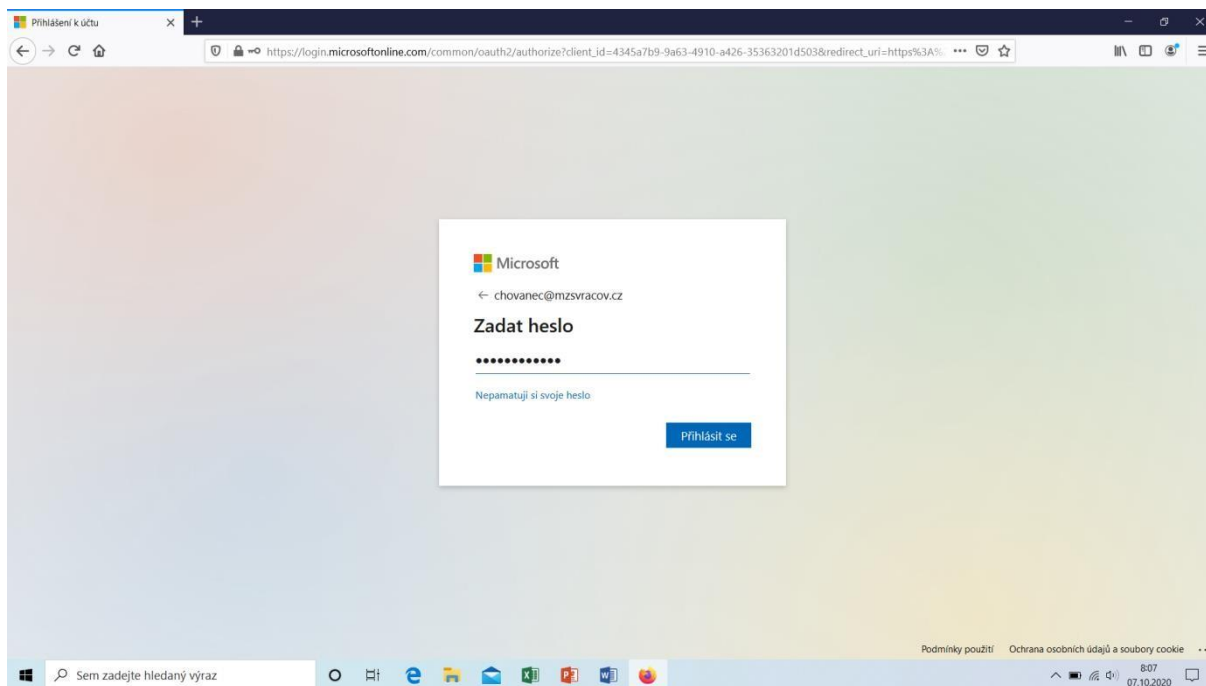 Přihlášení k účtu
https://login.microsoftonline.com/common/oauth2/authorize?client_id=4345a7b9-9a63-4910-a426-35363201d503&redirect_uri=https%3A%
Microsoft
← chovanec@mzsvracov.cz
Zadat heslo
••••••••••••
Nepamatuji si svoje heslo
Přihlásit se
Podmínky použití Ochrana osobních údajů a soubory cookie
Sem zadejte hledaný výraz
8:07
07.10.2020